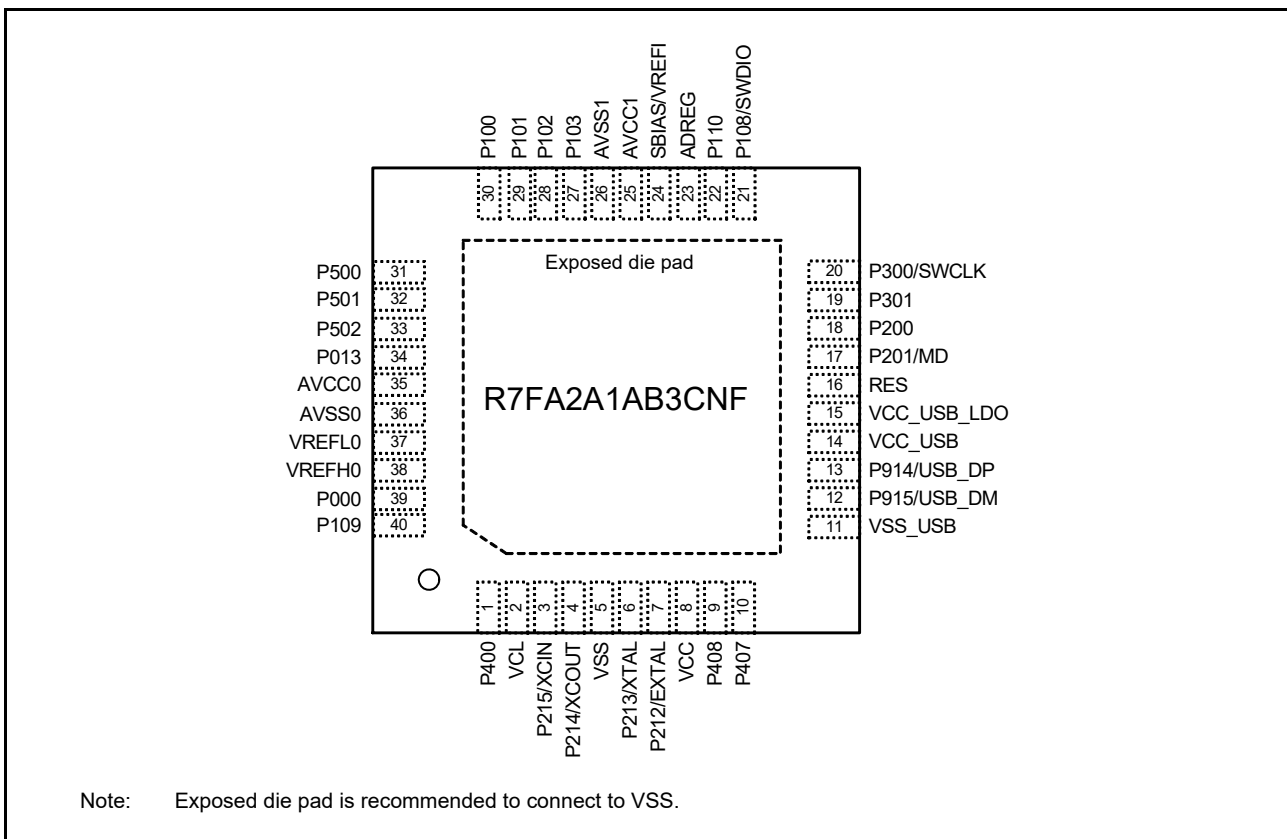 P100
P101
P102
P103
AVSS1
AVCC1
SBIAS/VREFI
ADREG
P110
P108/SWDIO
30
29
28
27
26
25
24
23
22
21
Exposed die pad
P500 31
P501 32
P502 33
P013 34
AVCC0 35
AVSS0 36
VREFL0 37
VREFH0 38
P000 39
P109 40
R7FA2A1AB3CNF
20 P300/SWCLK
19 P301
18 P200
17 P201/MD
16 RES
15 VCC_USB_LDO
14 VCC_USB
13 P914/USB_DP
12 P915/USB_DM
11 VSS_USB
1
2
3
4
5
6
7
8
9
10
P400
VCL
P215/XCIN
P214/XCOUT
VSS
P213/XTAL
P212/EXTAL
VCC
P408
P407
Note: Exposed die pad is recommended to connect to VSS.